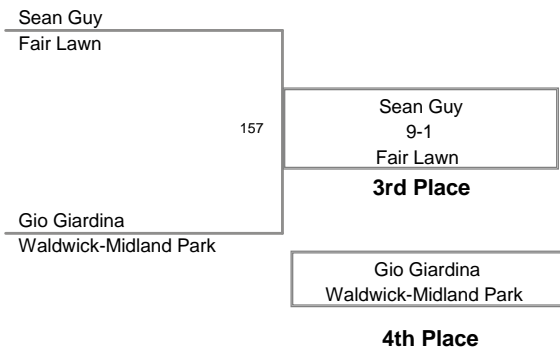 Sean Guy
Fair Lawn
157
Sean Guy
9-1
Fair Lawn
3rd Place
Gio Giardina
Waldwick-Midland Park
Gio Giardina
Waldwick-Midland Park
4th Place